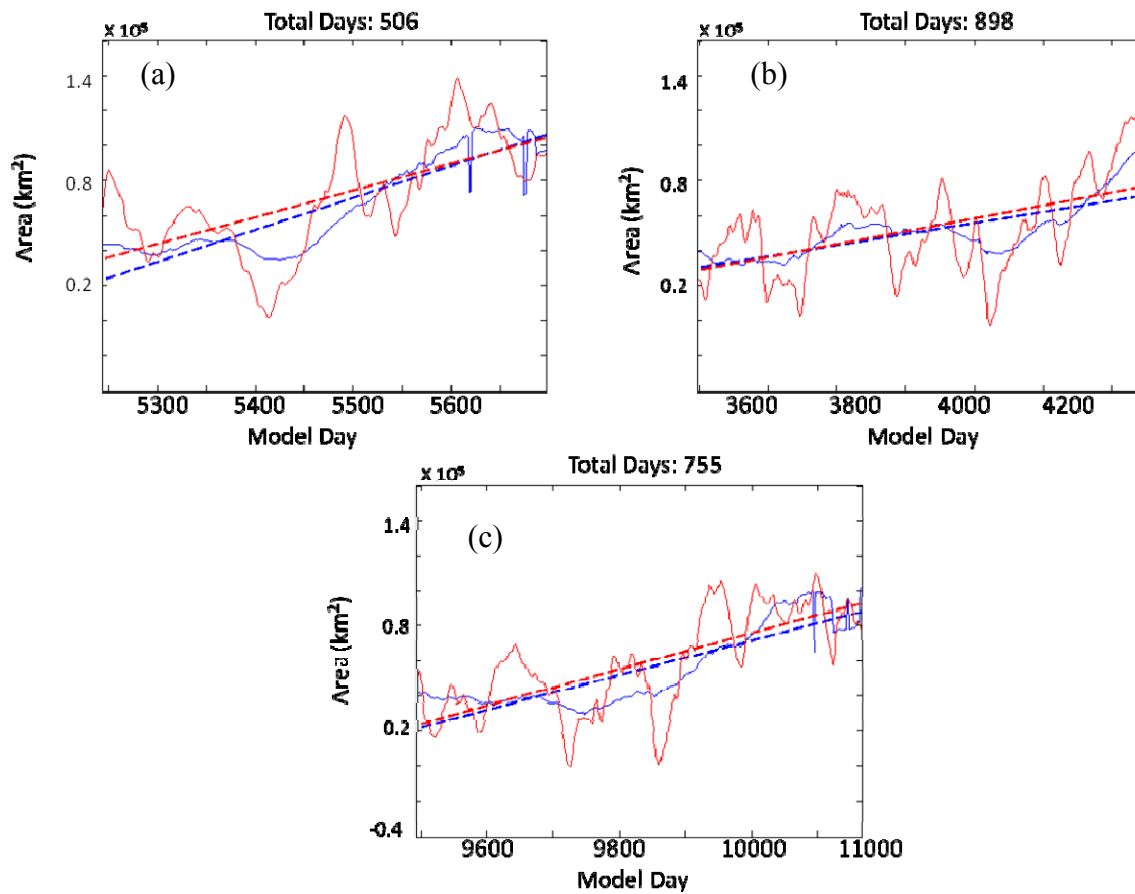 X 10⁵
Total Days: 506
(a)
1.4
0.8
0.2
Area (km²)
5300 5400 5500 5600
Model Day
X 10⁵
Total Days: 898
(b)
1.4
0.8
0.2
Area (km²)
3600 3800 4000 4200
Model Day
X 10⁵
Total Days: 755
(c)
1.4
0.8
0.2
-0.4
Area (km²)
9600 9800 10000 11000
Model Day